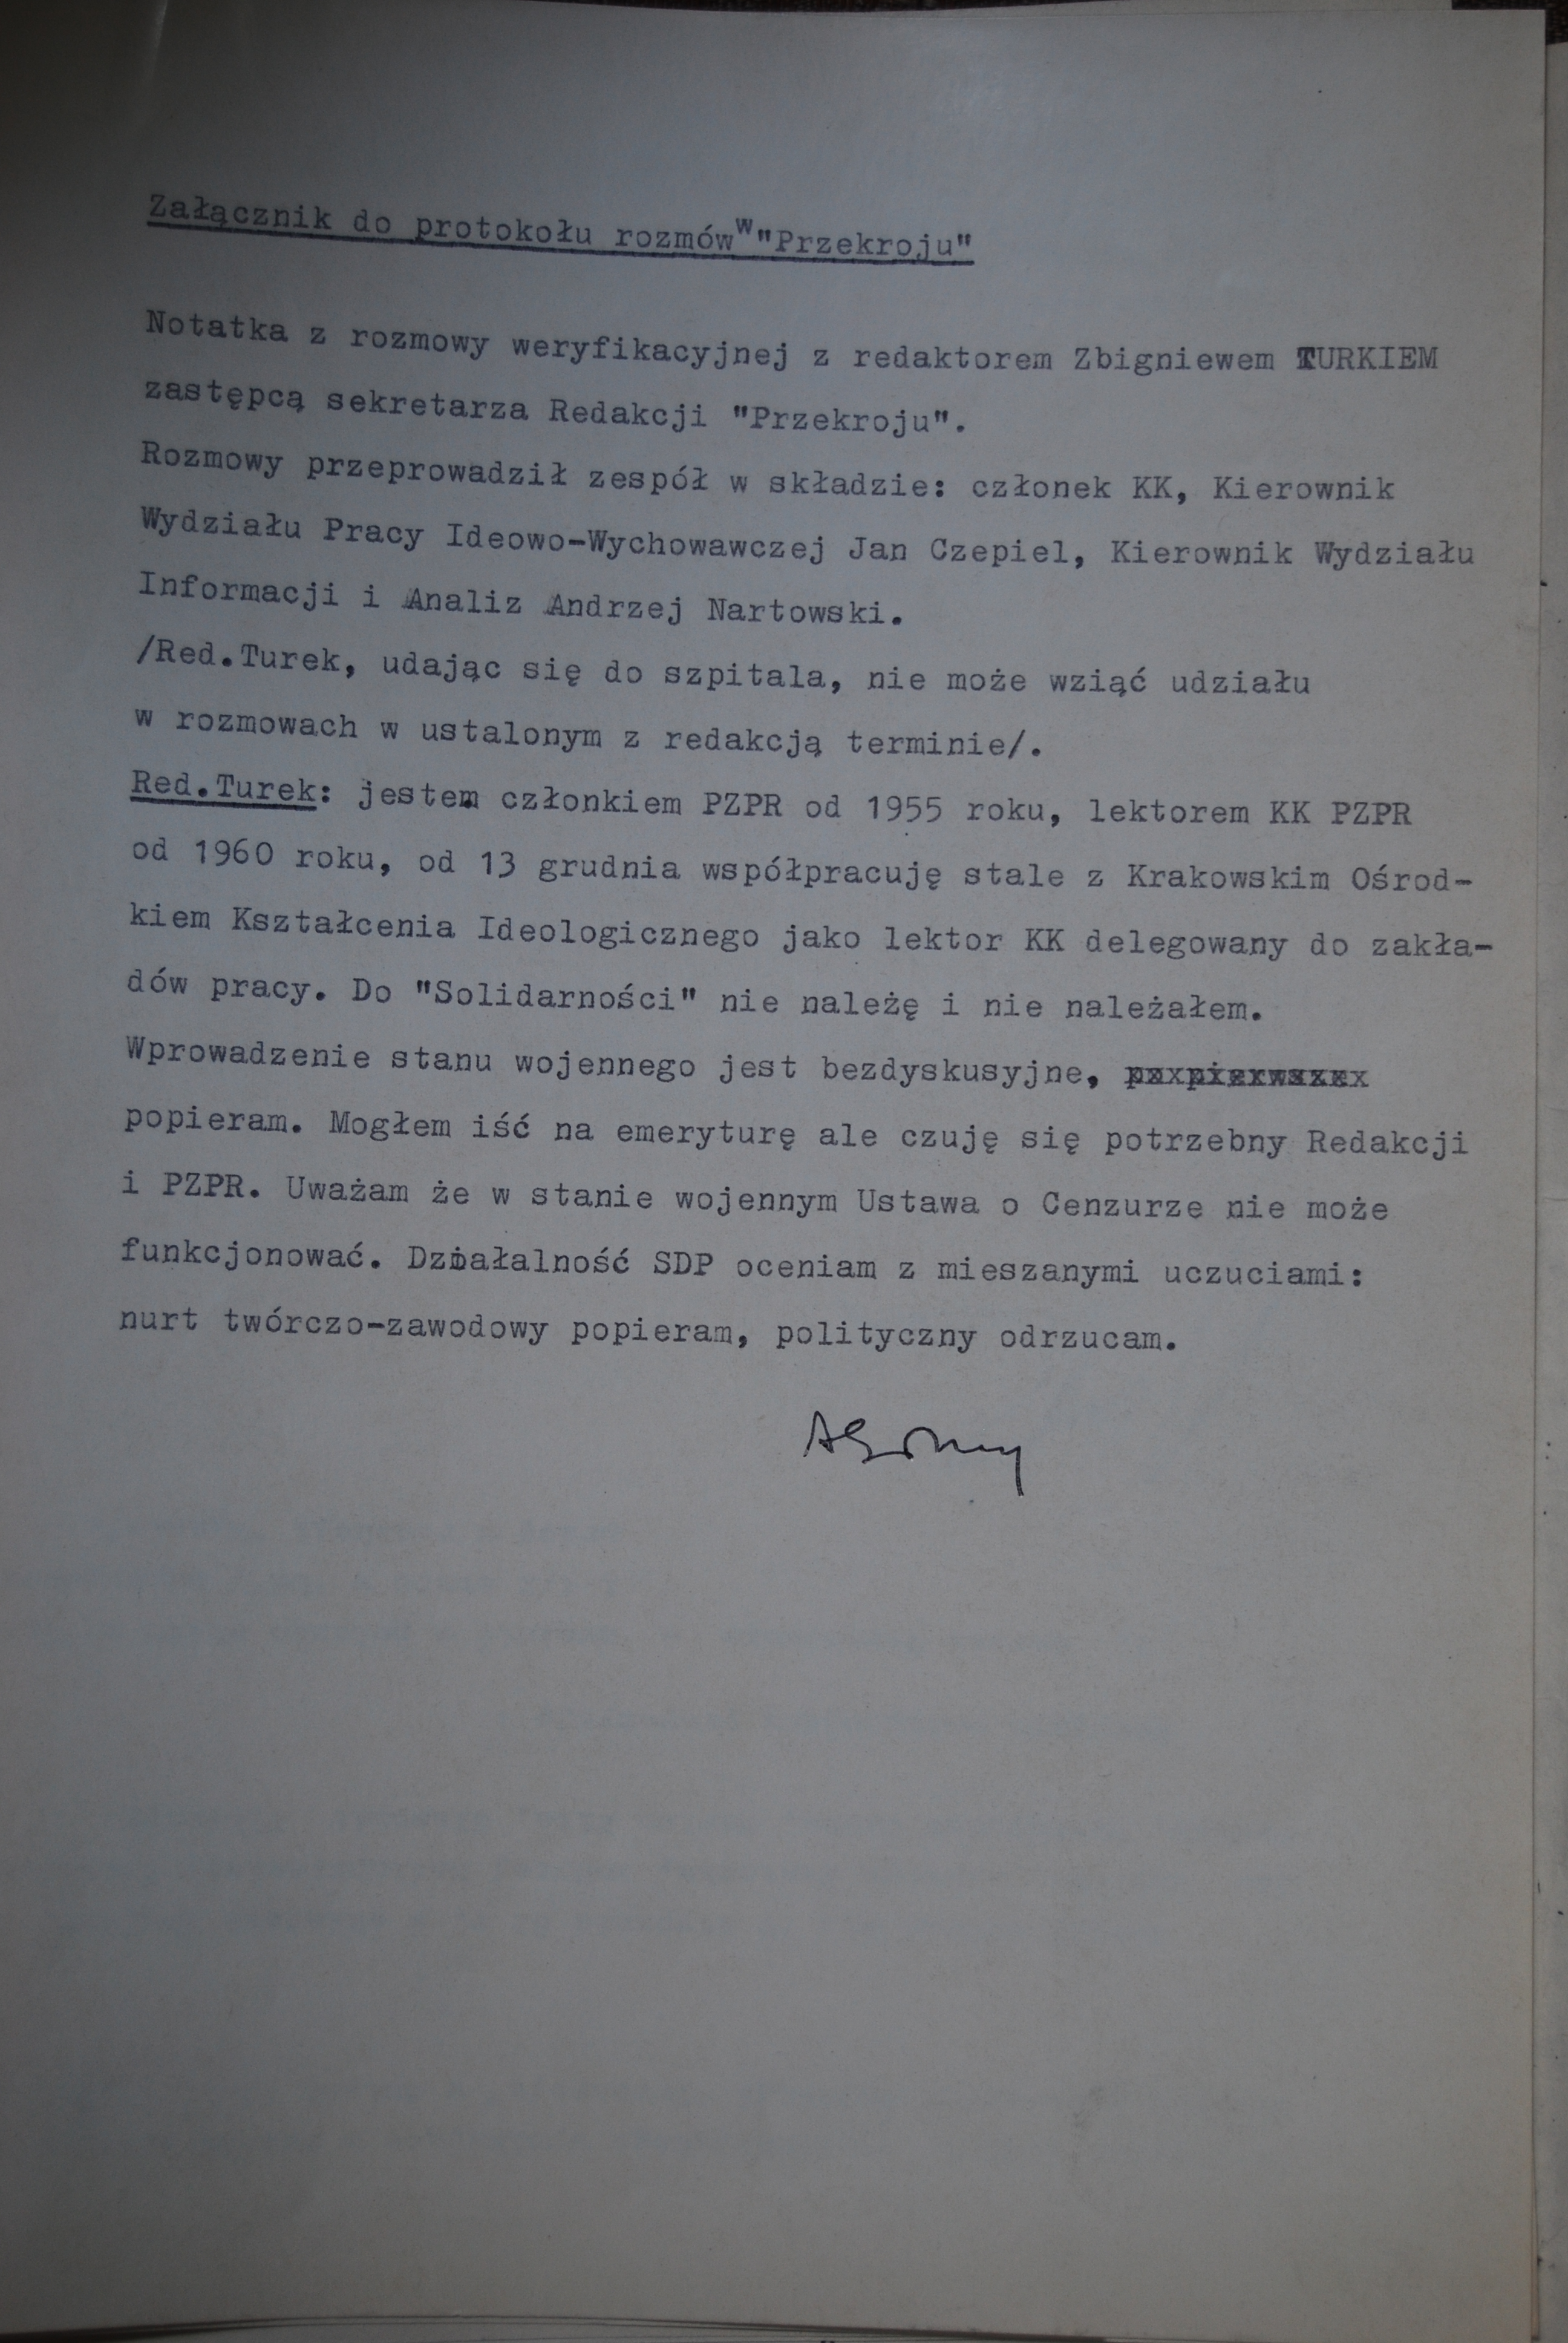 Załącznik do protokołu rozmów w "Przekroju"
Notatka z rozmowy weryfikacyjnej z redaktorem Zbigniewem TURKIEM
zastępcą sekretarza Redakcji "Przekroju".
Rozmowy przeprowadził zespół w składzie: członek KK, Kierownik
Wydziału Pracy Ideowo-Wychowawczej Jan Czepiel, Kierownik Wydziału
Informacji i Analiz Andrzej Nartowski.
/Red.Turek, udając się do szpitala, nie może wziąć udziału
w rozmowach w ustalonym z redakcją terminie/.
Red.Turek: jestem członkiem PZPR od 1955 roku, lektorem KK PZPR
od 1960 roku, od 13 grudnia współpracuję stale z Krakowskim Ośrod-
kiem Kształcenia Ideologicznego jako lektor KK delegowany do zakła-
dów pracy. Do "Solidarności" nie należę i nie należałem.
Wprowadzenie stanu wojennego jest bezdyskusyjne,
popieram. Mogłem iść na emeryturę ale czuję się potrzebny Redakcji
i PZPR. Uważam że w stanie wojennym Ustawa o Cenzurze nie może
funkcjonować. Działalność SDP oceniam z mieszanymi uczuciami:
nurt twórczo-zawodowy popieram, polityczny odrzucam.